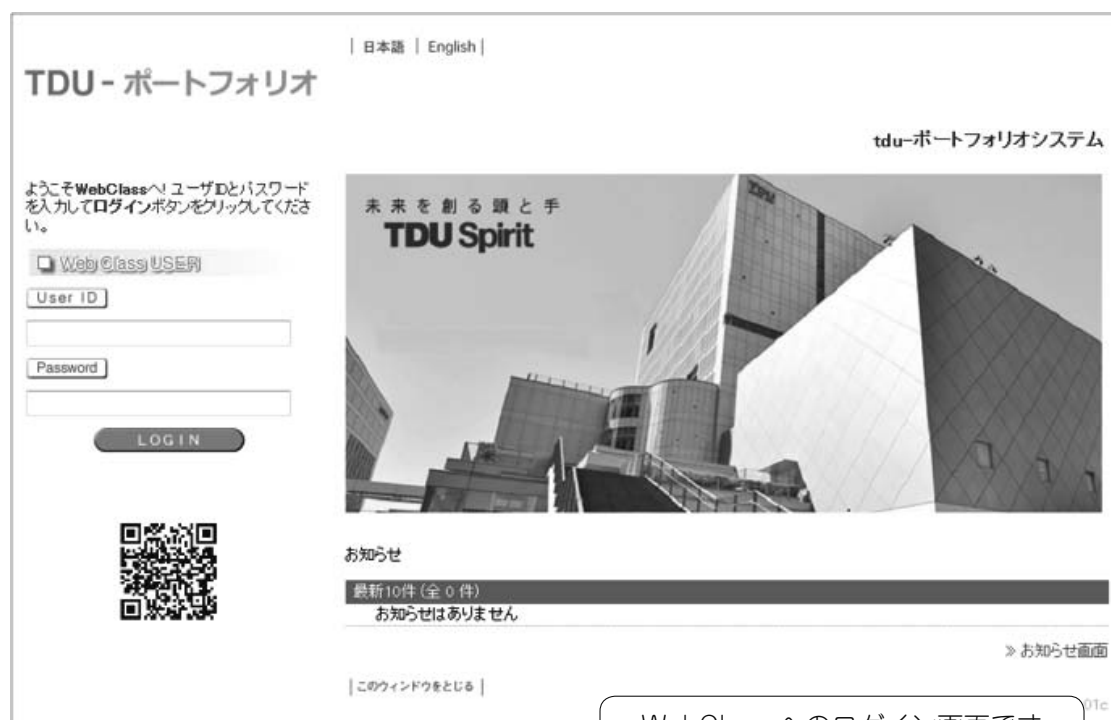 | 日本語 | English |
TDU - ポートフォリオ
tdu-ポートフォリオシステム
ようこそWebClassへ! ユーザIDとパスワード
を入力してログインボタンをクリックしてくださ
い。
Web Class USER
User ID
Password
LOGIN
未来を創る頭と手
TDU Spirit
TDU
お知らせ
最新10件 (全 0 件)
お知らせはありません
≫ お知らせ画面
| このウィンドウをとじる |
01c